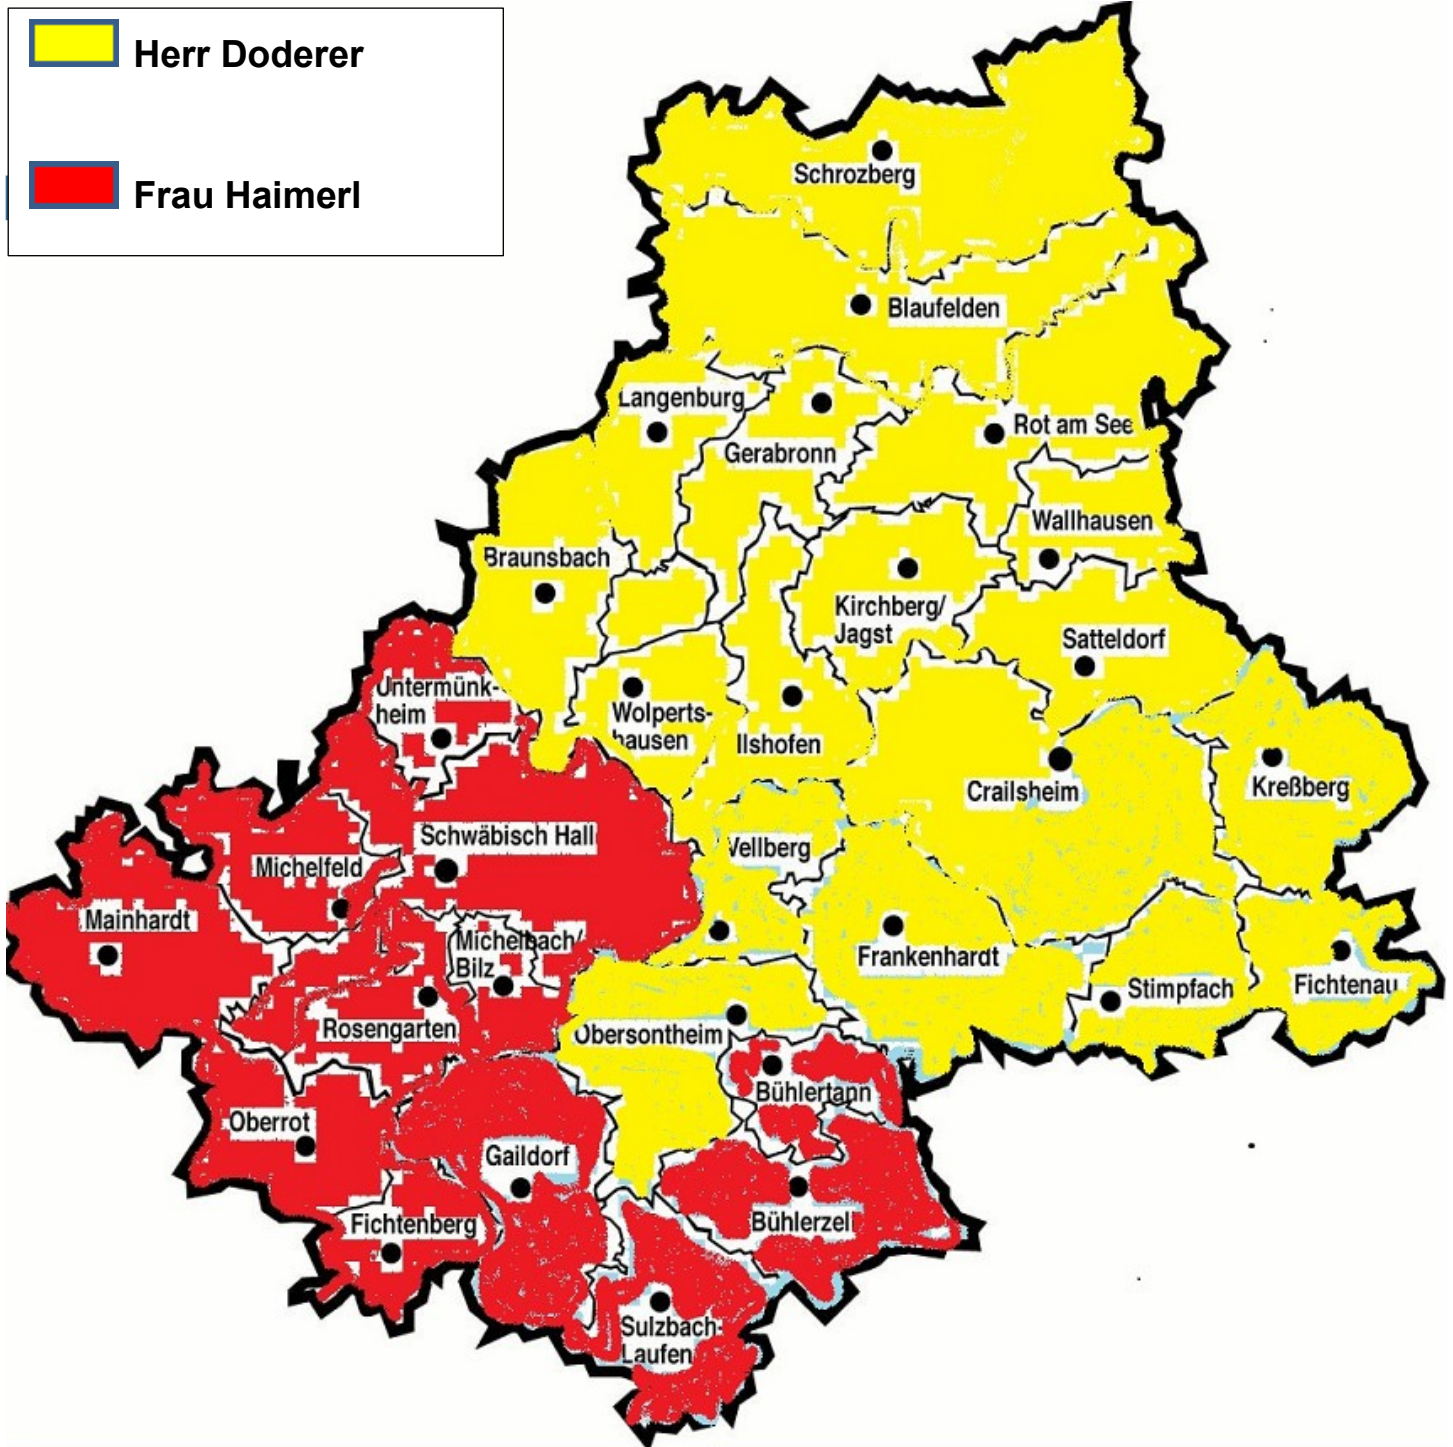 Herr Doderer
Frau Haimerl
Schrozberg
Blaufelden
Langenburg
Gerabronn
Rot am See
Wallhausen
Braunsbach
Kirchberg/
Jagst
Satteldorf
Untermünk-
heim
Wolperts-
hausen
Ilshofen
Crailsheim
Kreßberg
Schwäbisch Hall
Vellberg
Michelfeld
Mainhardt
Michelbach/
Bilz
Frankenhardt
Stimpfach
Fichtenau
Rosengarten
Obersontheim
Bühlertann
Oberrot
Gaildorf
Fichtenberg
Bühlerzell
Sulzbach-
Laufen